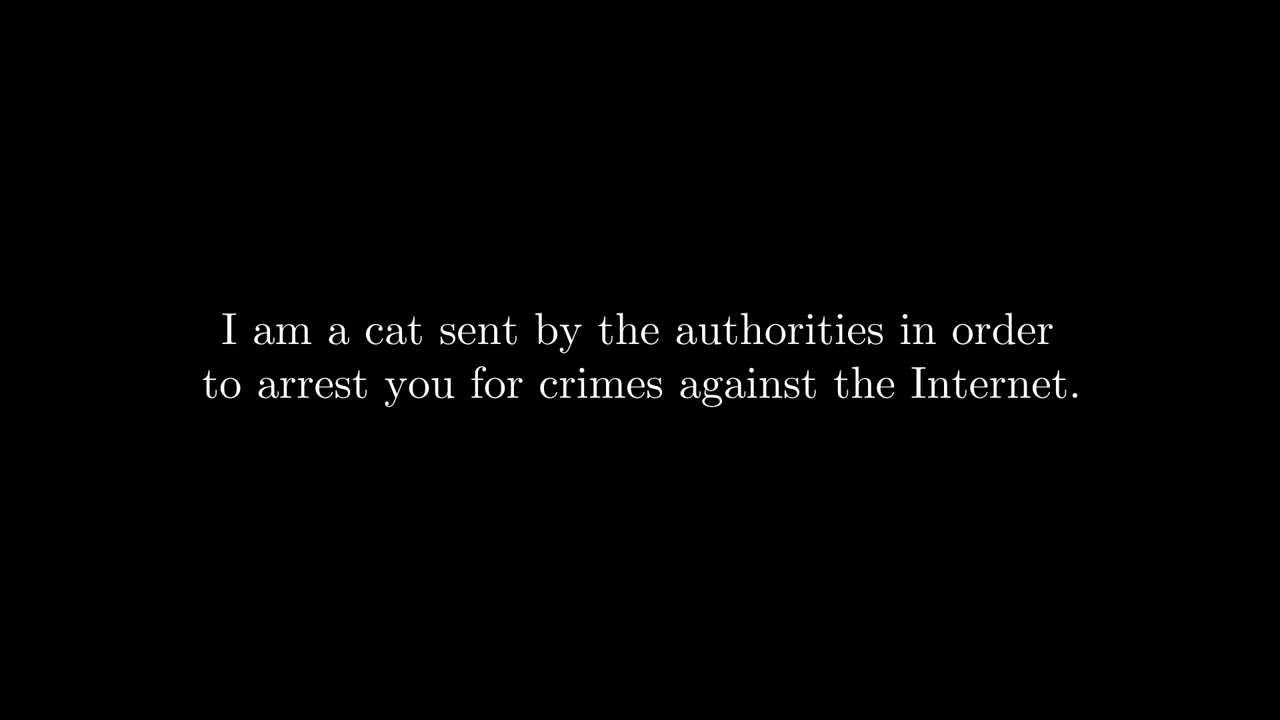 I am a cat sent by the authorities in order
to arrest you for crimes against the Internet.